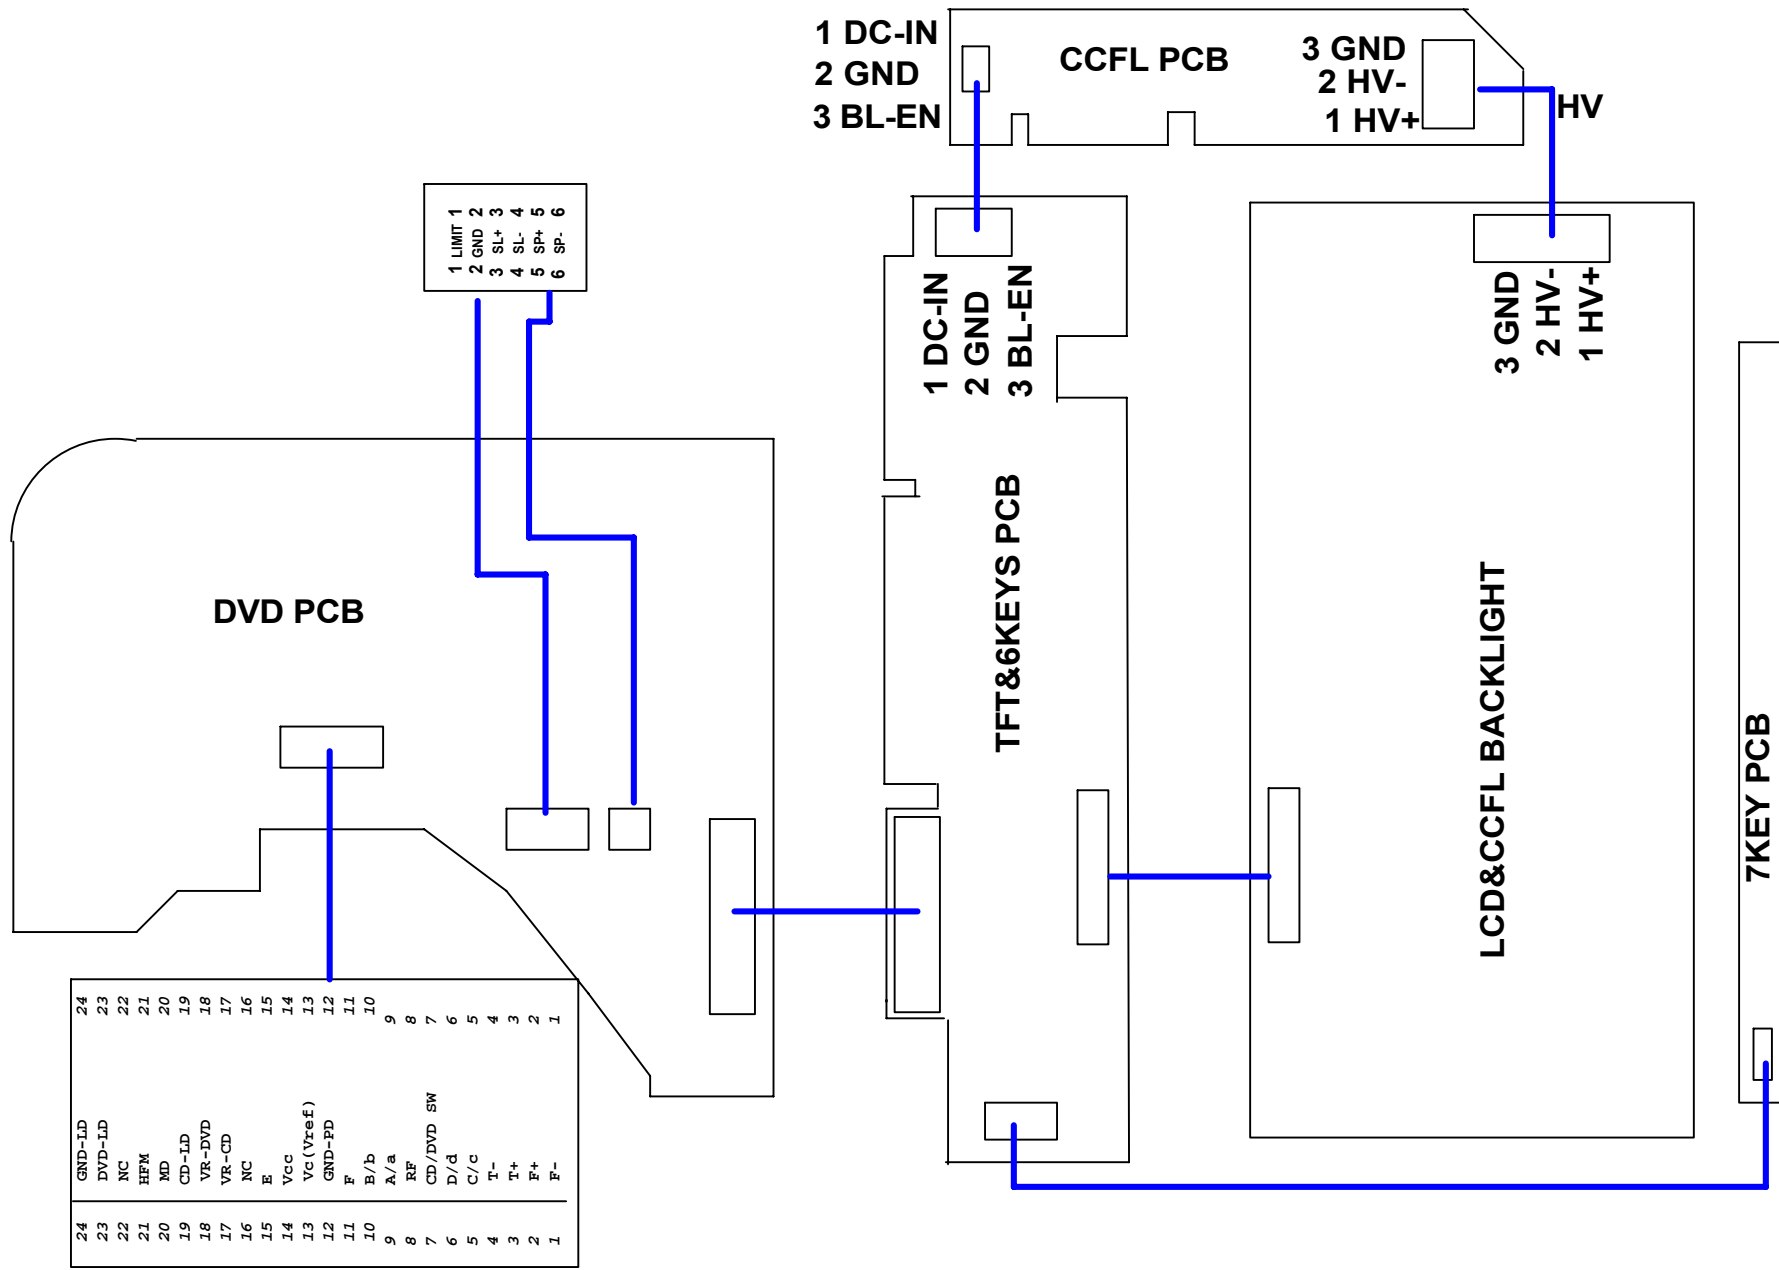 1 DC-IN
2 GND
3 BL-EN
CCFL PCB
3 GND
2 HV-
1 HV+
HV
1 LIMIT 1
2 GND 2
3 SL+ 3
4 SL- 4
5 SP+ 5
6 SP- 6
1 DC-IN
2 GND
3 BL-EN
3 GND
2 HV-
1 HV+
DVD PCB
TFT&6KEYS PCB
LCD&CCFL BACKLIGHT
7KEY PCB
24 GND-LD 24
23 DVD-LD 23
22 NC 22
21 HFM 21
20 MD 20
19 CD-LD 19
18 VR-DVD 18
17 VR-CD 17
16 NC 16
15 E 15
14 Vcc 14
13 Vc(Vref) 13
12 GND-PD 12
11 F 11
10 B/b 10
9 A/a 9
8 RF 8
7 CD/DVD SW 7
6 D/d 6
5 C/c 5
4 T- 4
3 T+ 3
2 F+ 2
1 F- 1